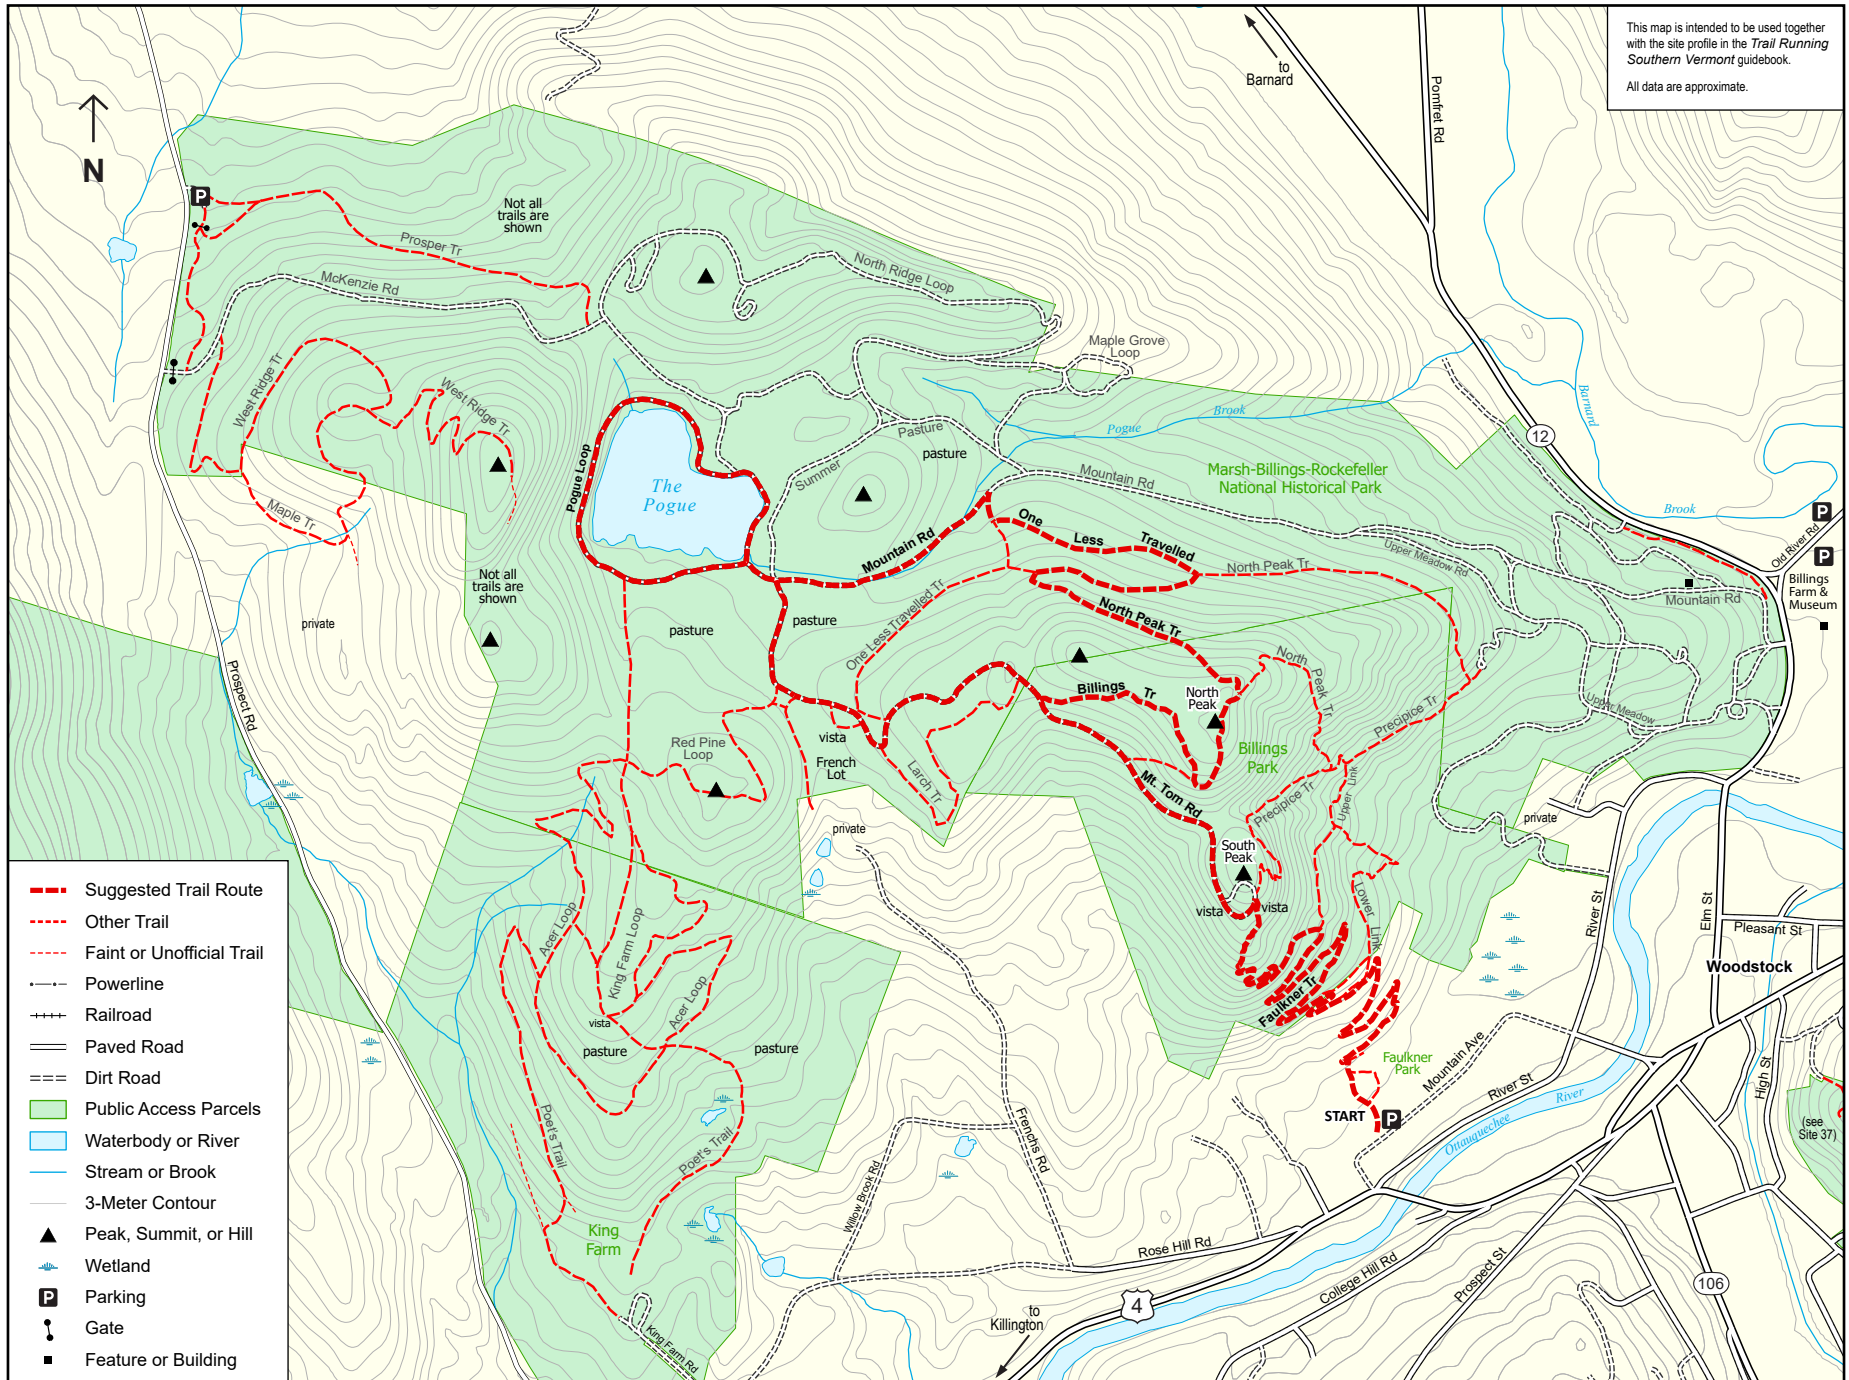 This map is intended to be used together
with the site profile in the Trail Running
Southern Vermont guidebook.
All data are approximate.
to
Barnard
Pomfret Rd
N
P
Not all
trails are
shown
Prosper Tr
McKenzie Rd
North Ridge Loop
Maple Grove
Loop
West Ridge Tr
West Ridge Tr
Maple Tr
Pogue Loop
The
Pogue
Summer
Pasture
pasture
Brook
Pogue
Barnard
Brook
12
Mountain Rd
Marsh-Billings-Rockefeller
National Historical Park
P
Old River Rd
P
Billings
Farm &
Museum
Mountain Rd
Upper Meadow Rd
Mountain Rd
One
Less
Travelled
North Peak Tr
Not all
trails are
shown
private
pasture
pasture
One Less Travelled Tr
North Peak Tr
North
Peak Tr
Billings
Tr
North
Peak
Precipice Tr
Upper Meadow
Prospect Rd
Red Pine
Loop
vista
French
Lot
Larch Tr
Billings
Park
Mt. Tom Rd
Precipice Tr
Upper Link
private
private
South
Peak
vista
vista
Lower
Link
River St
Elm St
Pleasant St
Woodstock
Acer Loop
King Farm Loop
Acer Loop
vista
pasture
pasture
Faulkner Tr
Faulkner
Park
Mountain Ave
River St
High St
START
P
Ottauquechee
River
(see
Site 37)
Poet's Trail
Poet's Trail
Frenchs Rd
Willow Brook Rd
King
Farm
Rose Hill Rd
College Hill Rd
Prospect St
106
4
to
Killington
King Farm Rd
Suggested Trail Route
Other Trail
Faint or Unofficial Trail
Powerline
Railroad
Paved Road
Dirt Road
Public Access Parcels
Waterbody or River
Stream or Brook
3-Meter Contour
Peak, Summit, or Hill
Wetland
P
Parking
Gate
Feature or Building